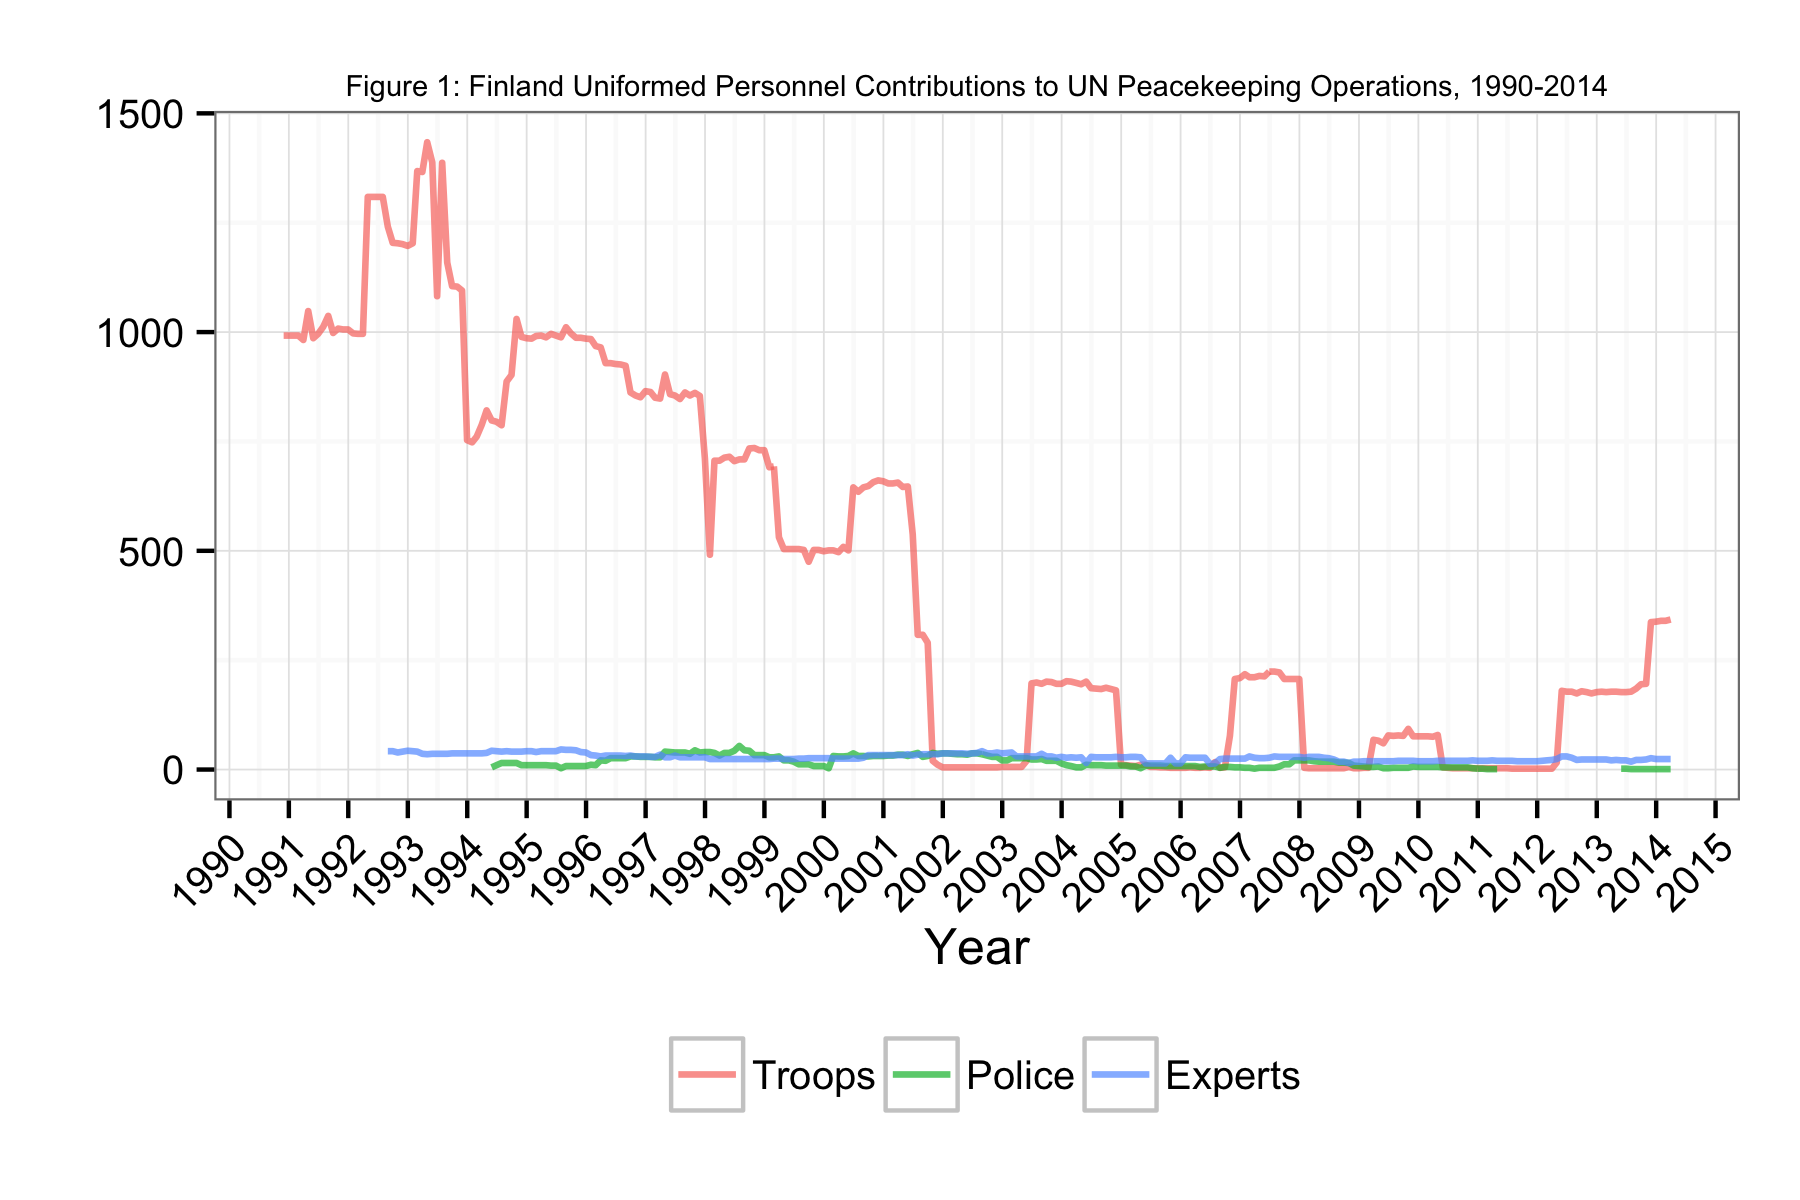 Figure 1: Finland Uniformed Personnel Contributions to UN Peacekeeping Operations, 1990-2014
1500
1000
500
0
1990 1991 1992 1993 1994 1995 1996 1997 1998 1999 2000 2001 2002 2003 2004 2005 2006 2007 2008 2009 2010 2011 2012 2013 2014 2015
Year
Troops Police Experts